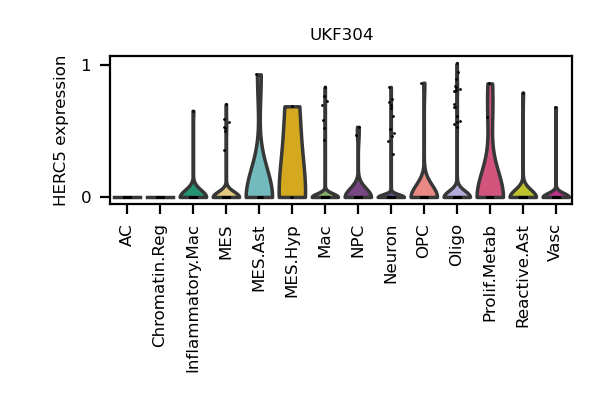 UKF304
HERC5 expression
1
0
AC
Chromatin.Reg
Inflammatory.Mac
MES
MES.Ast
MES.Hyp
Mac
NPC
Neuron
OPC
Oligo
Prolif.Metab
Reactive.Ast
Vasc